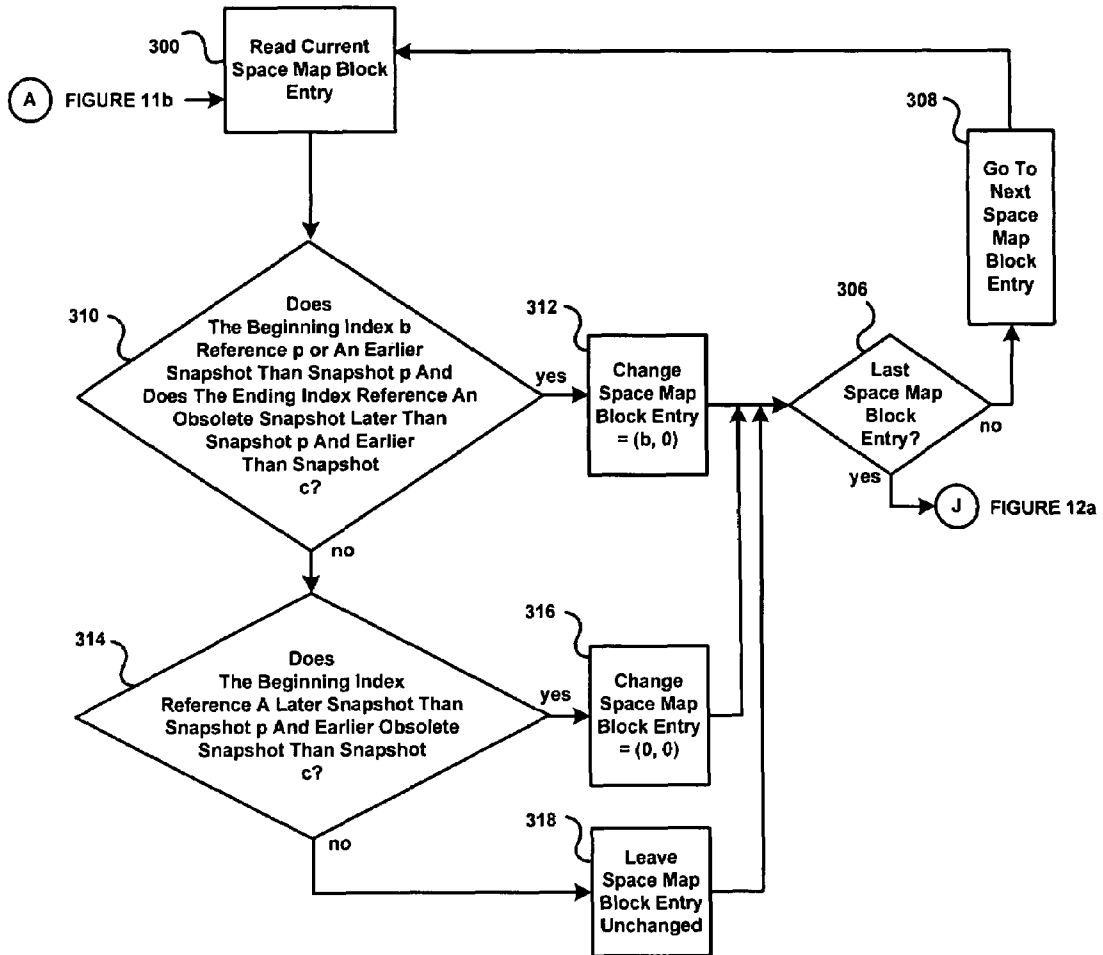 300
Read Current
Space Map Block
Entry
A FIGURE 11b
308
Go To
Next
Space
Map
Block
Entry
310
Does
The Beginning Index b
Reference p or An Earlier
Snapshot Than Snapshot p And
Does The Ending Index Reference An
Obsolete Snapshot Later Than
Snapshot p And Earlier
Than Snapshot
c?
yes
no
312
Change
Space Map
Block Entry
= (b, 0)
306
Last
Space Map
Block
Entry?
no
yes
J FIGURE 12a
314
Does
The Beginning Index
Reference A Later Snapshot Than
Snapshot p And Earlier Obsolete
Snapshot Than Snapshot
c?
yes
no
316
Change
Space Map
Block Entry
= (0, 0)
318
Leave
Space Map
Block Entry
Unchanged